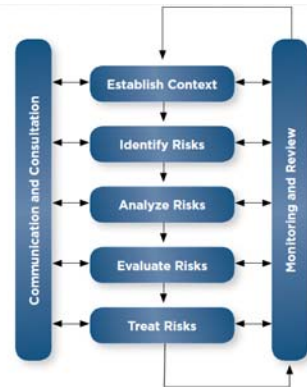 Communication and Consultation
Establish Context
Identify Risks
Analyze Risks
Evaluate Risks
Treat Risks
Monitoring and Review